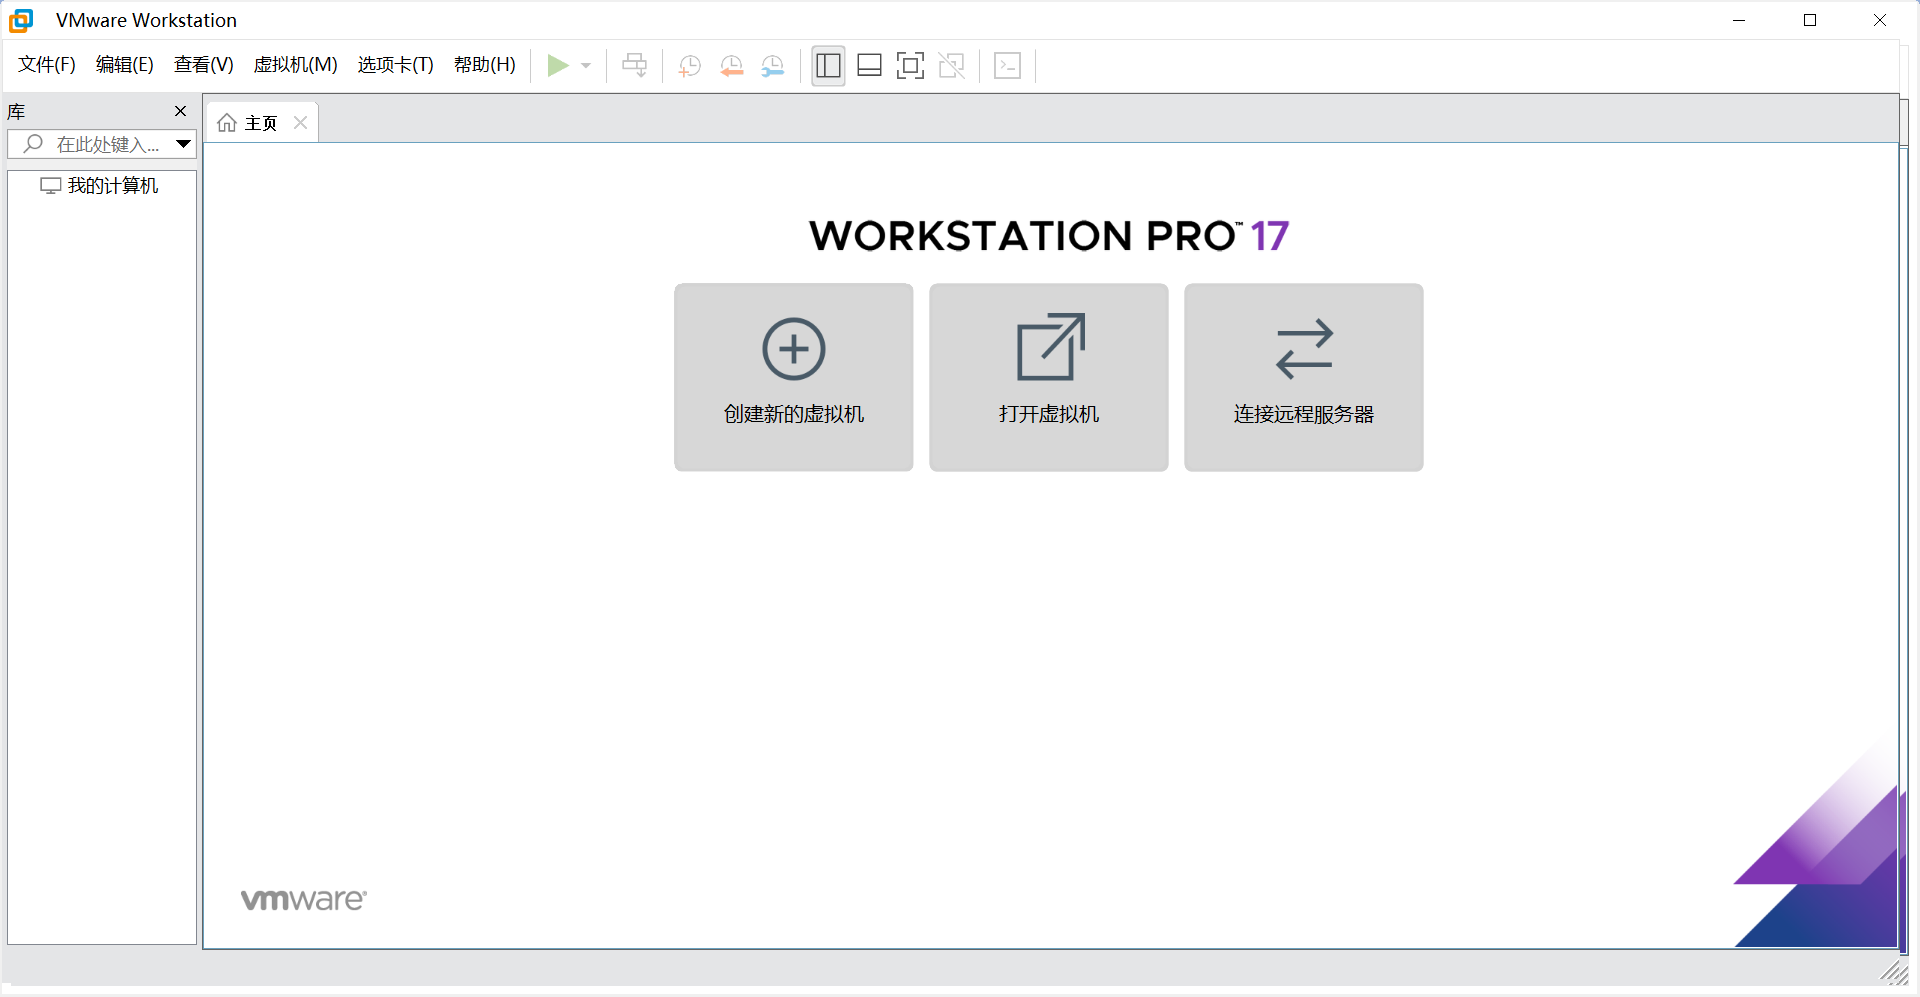 VMware Workstation
文件(F) 编辑(E) 查看(V) 虚拟机(M) 选项卡(T) 帮助(H)
库
主页
在此处键入...
我的计算机
WORKSTATION PRO™ 17
创建新的虚拟机 打开虚拟机 连接远程服务器
vmware®